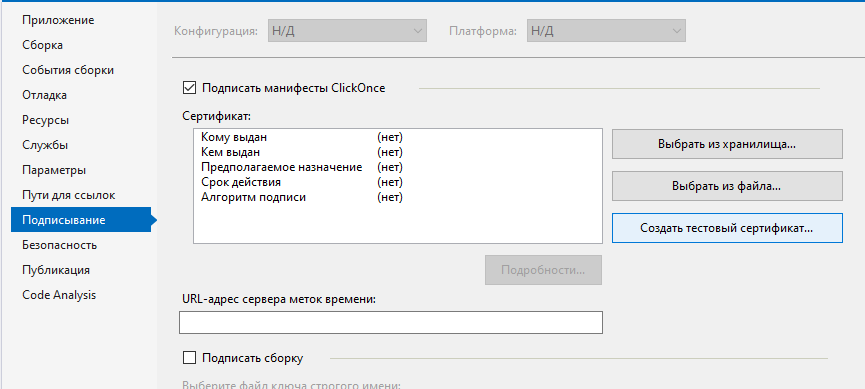 Приложение
Сборка
События сборки
Отладка
Ресурсы
Службы
Параметры
Пути для ссылок
Подписывание
Безопасность
Публикация
Code Analysis
Конфигурация: Н/Д Платформа: Н/Д
Подписать манифесты ClickOnce
Сертификат:
Кому выдан (нет)
Кем выдан (нет)
Предполагаемое назначение (нет)
Срок действия (нет)
Алгоритм подписи (нет)
Выбрать из хранилища...
Выбрать из файла...
Создать тестовый сертификат...
Подробности...
URL-адрес сервера меток времени:
Подписать сборку
Выберите файл ключа строгого имени: